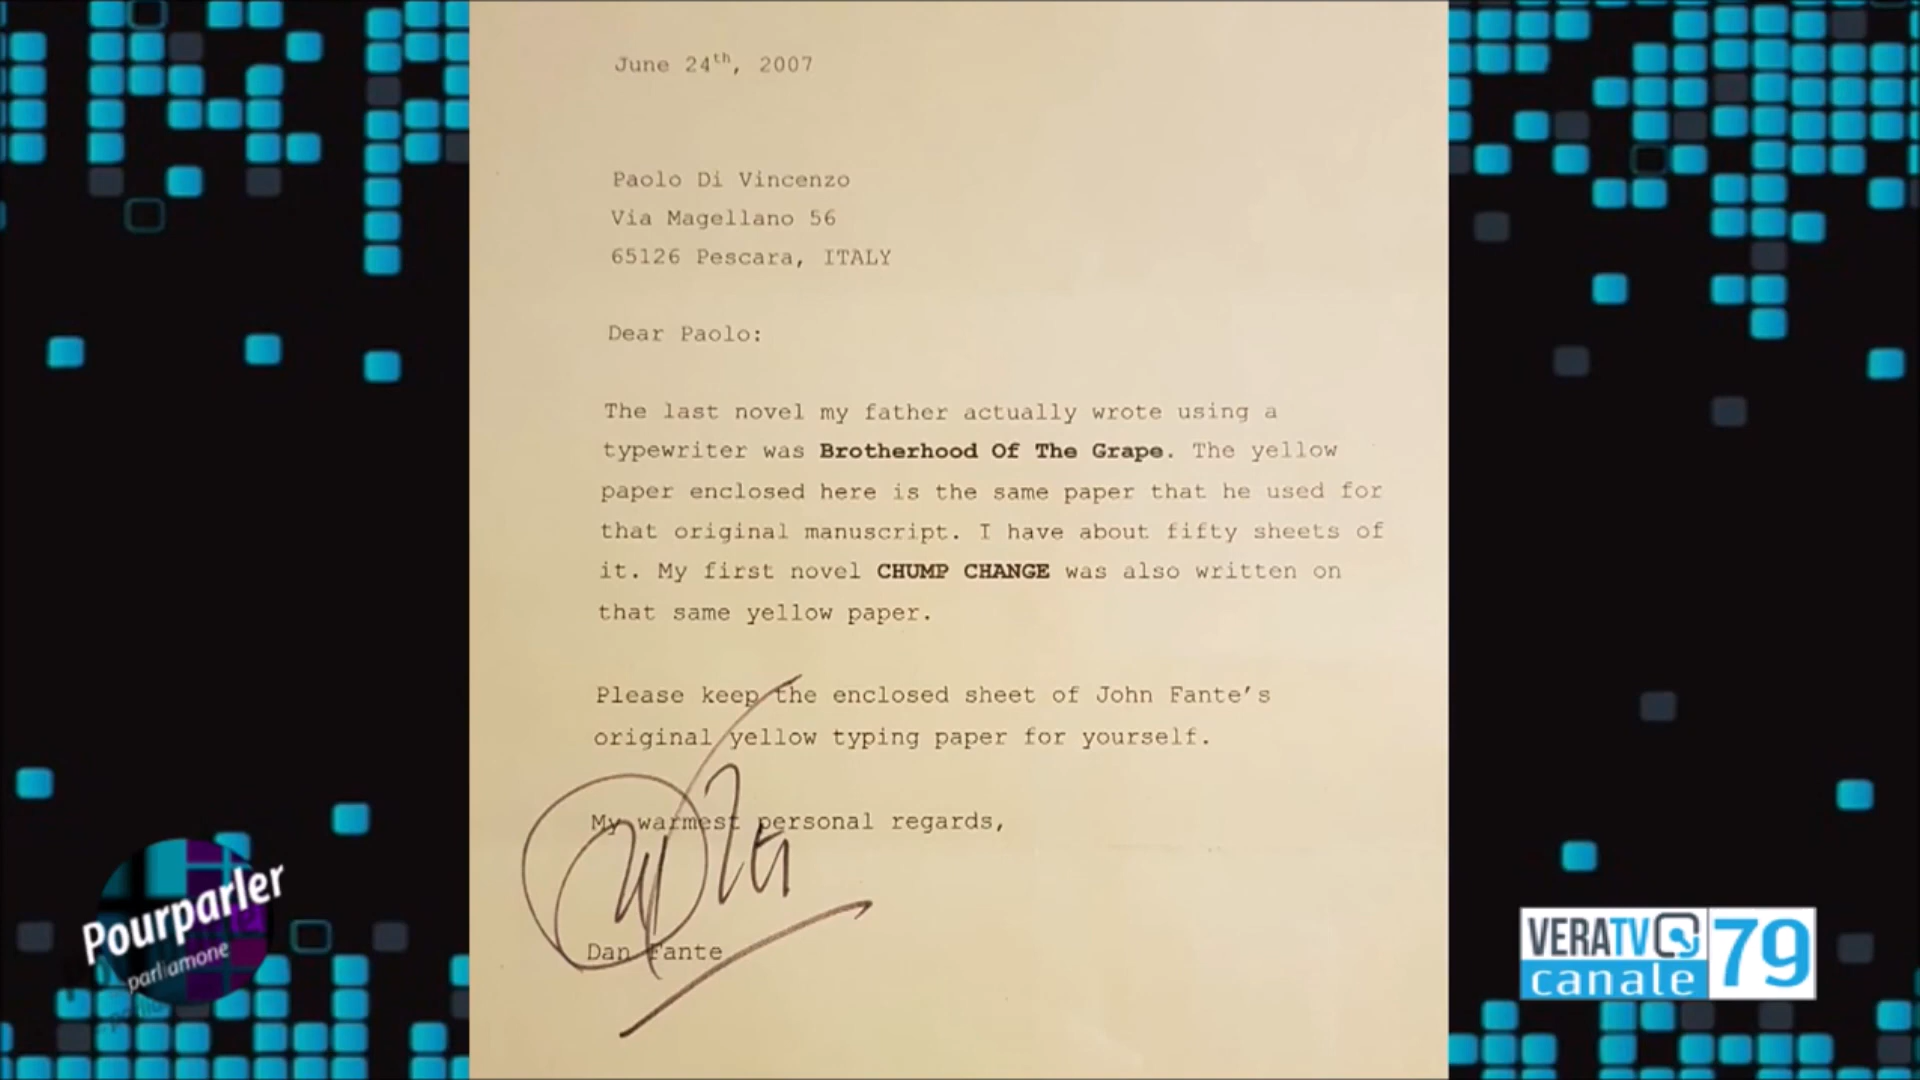 June 24th, 2007
Paolo Di Vincenzo
Via Magellano 56
65126 Pescara, ITALY
Dear Paolo:
The last novel my father actually wrote using a
typewriter was Brotherhood Of The Grape. The yellow
paper enclosed here is the same paper that he used for
that original manuscript. I have about fifty sheets of
it. My first novel CHUMP CHANGE was also written on
that same yellow paper.
Please keep the enclosed sheet of John Fante's
original yellow typing paper for yourself.
My warmest personal regards,
Dan Fante
Pourparler
parliamone
VERATV
canale 79